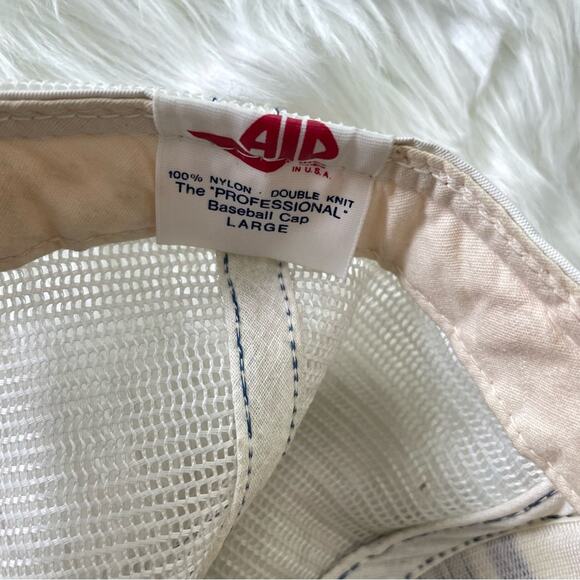 AJD
IN U.S.A.
100% NYLON · DOUBLE KNIT
The "PROFESSIONAL"
Baseball Cap
LARGE